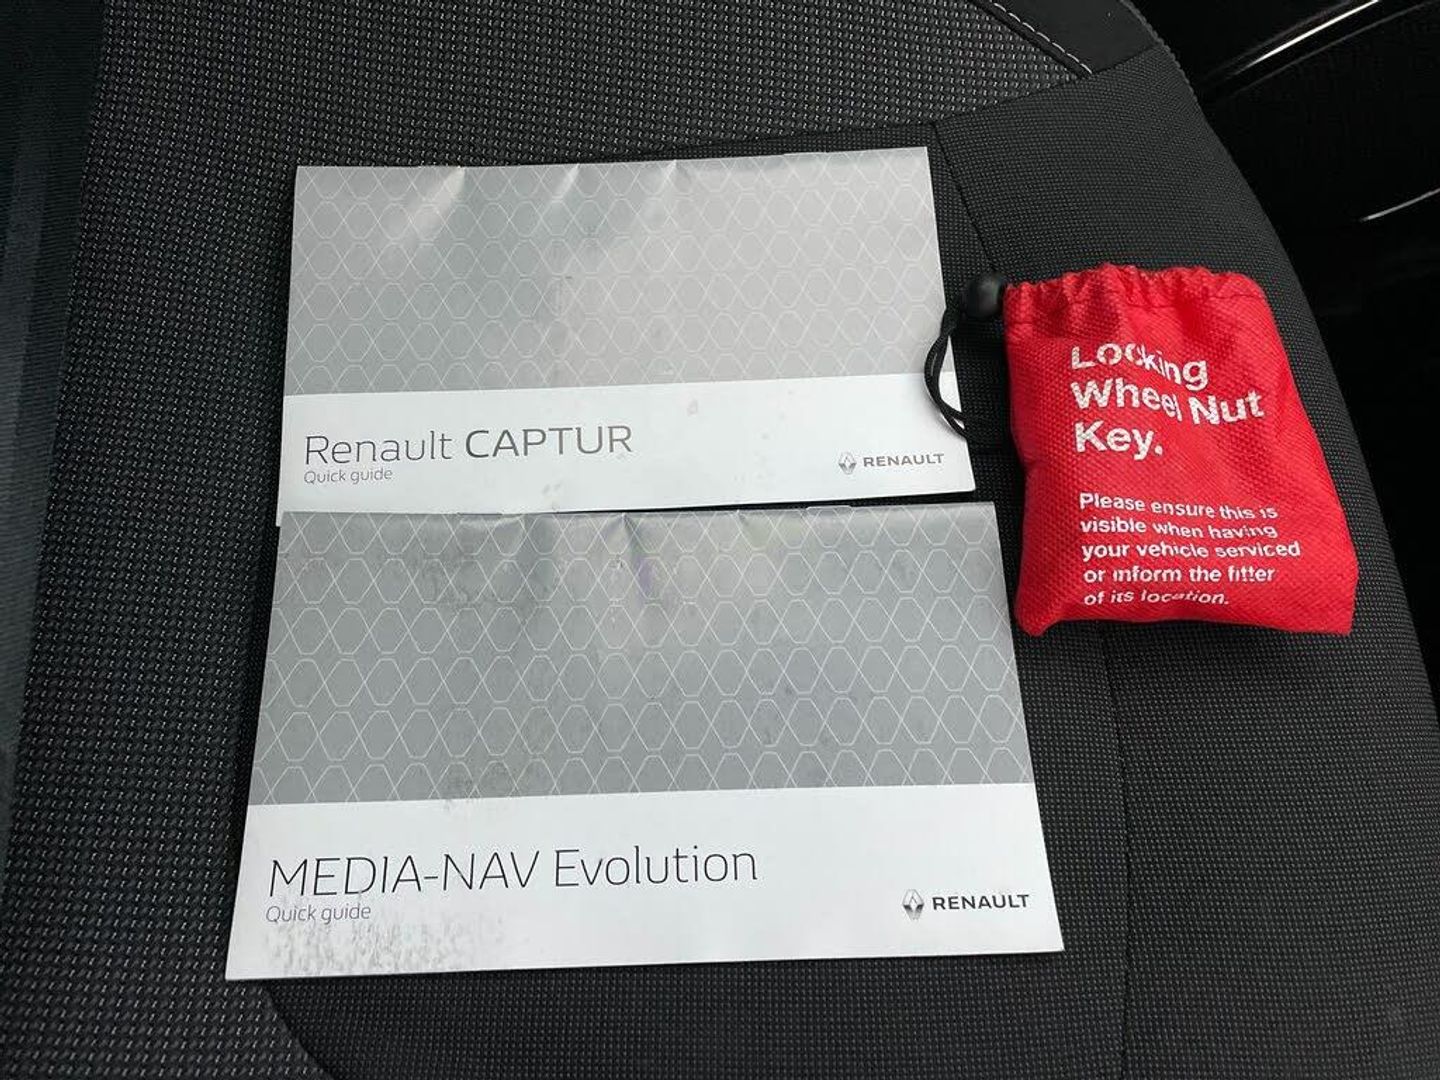 Renault CAPTUR
Quick guide
RENAULT
MEDIA-NAV Evolution
Quick guide
RENAULT
Locking
Wheel Nut
Key.
Please ensure this is
visible when having
your vehicle serviced
or inform the fitter
of its location.